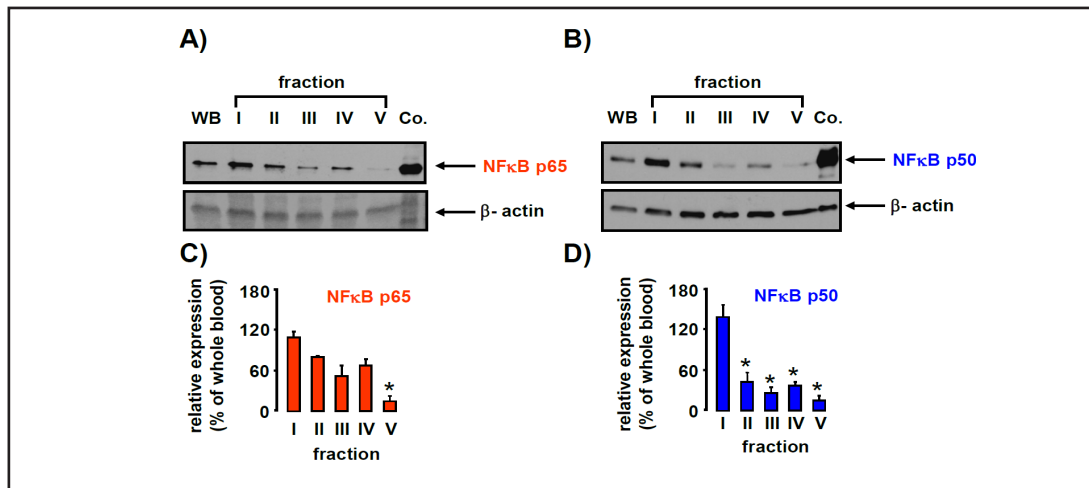 A)
fraction
WB I II III IV V Co.
NFκB p65
β- actin
B)
fraction
WB I II III IV V Co.
NFκB p50
β- actin
C)
relative expression
(% of whole blood)
180
120
60
0
NFκB p65
*
I II III IV V
fraction
D)
relative expression
(% of whole blood)
180
120
60
0
NFκB p50
* * * *
I II III IV V
fraction